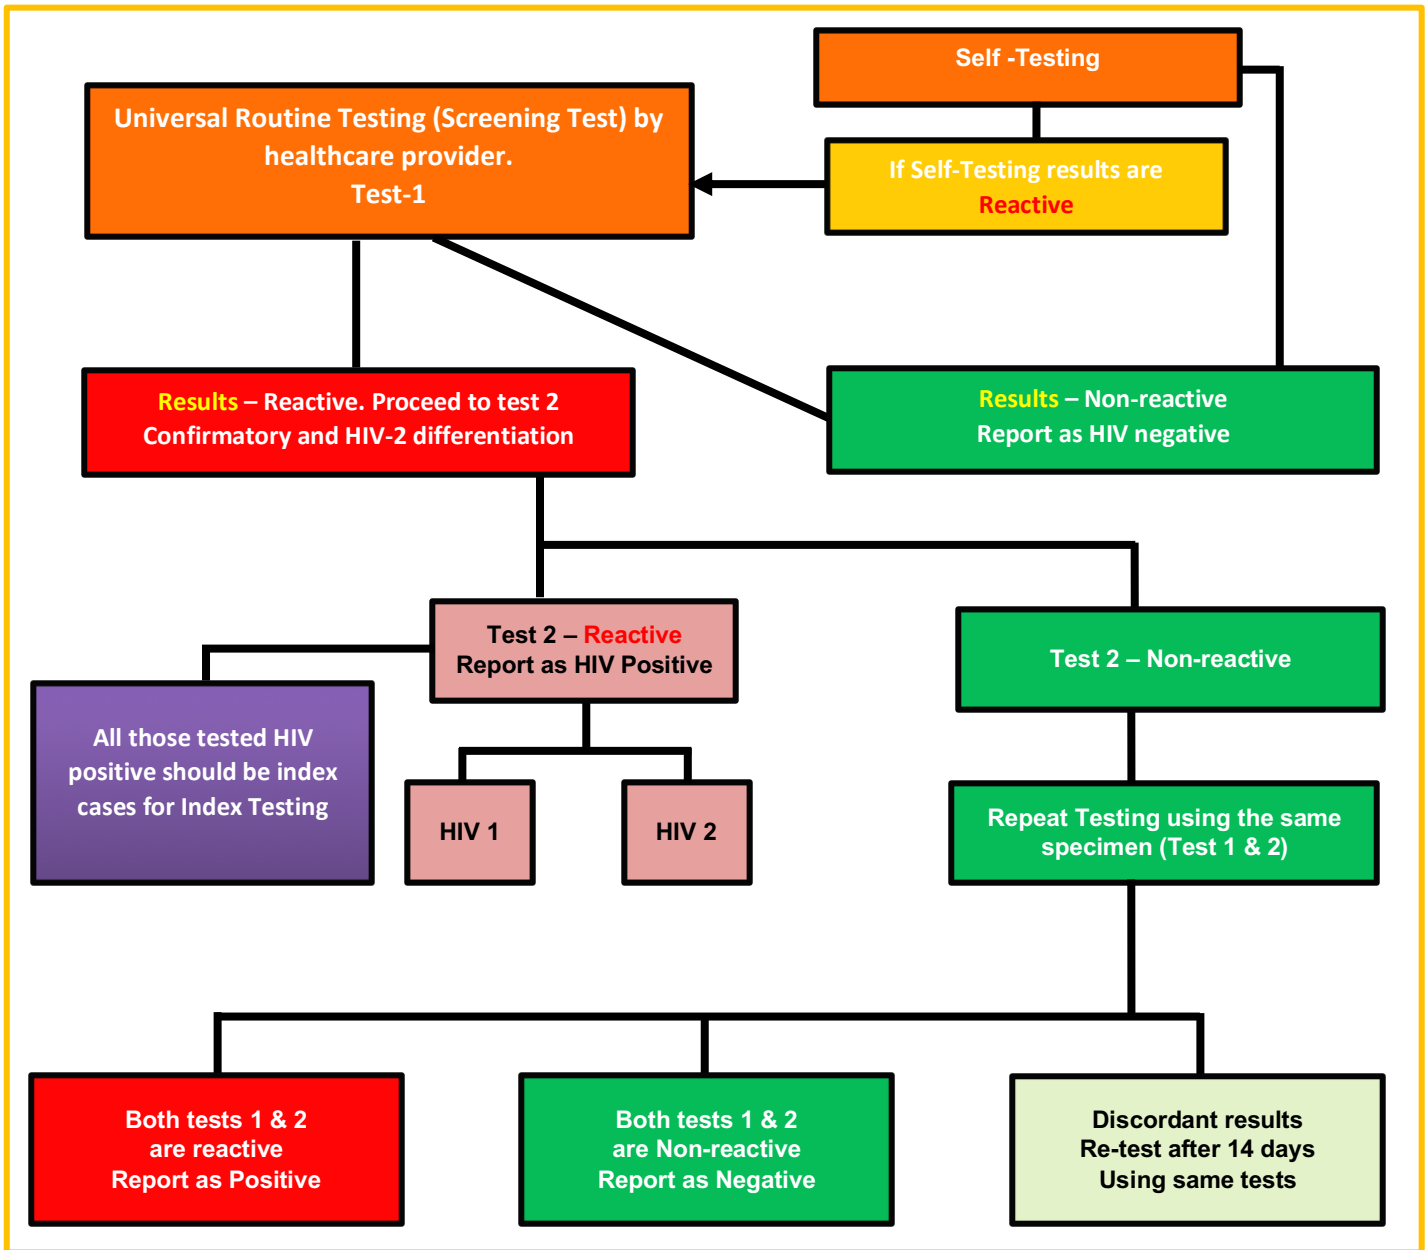 Self -Testing
Universal Routine Testing (Screening Test) by
healthcare provider.
Test-1
If Self-Testing results are
Reactive
Results – Reactive. Proceed to test 2
Confirmatory and HIV-2 differentiation
Results – Non-reactive
Report as HIV negative
Test 2 – Reactive
Report as HIV Positive
Test 2 – Non-reactive
All those tested HIV
positive should be index
cases for Index Testing
HIV 1
HIV 2
Repeat Testing using the same
specimen (Test 1 & 2)
Both tests 1 & 2
are reactive
Report as Positive
Both tests 1 & 2
are Non-reactive
Report as Negative
Discordant results
Re-test after 14 days
Using same tests